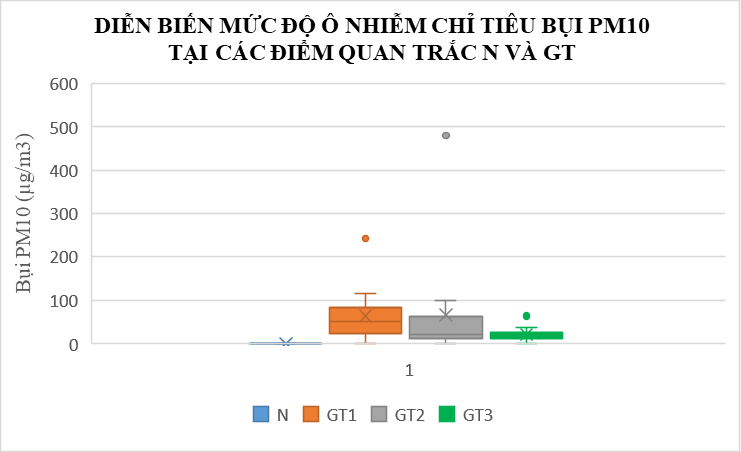 DIỄN BIẾN MỨC ĐỘ Ô NHIỄM CHỈ TIÊU BỤI PM10
TẠI CÁC ĐIỂM QUAN TRẮC N VÀ GT
Bụi PM10 (µg/m3)
600
500
400
300
200
100
0
1
N GT1 GT2 GT3